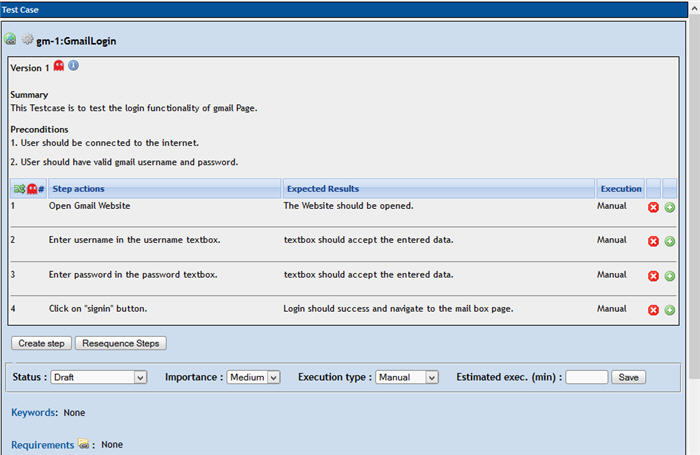 Test Case
gm-1:GmailLogin
Version 1
Summary
This Testcase is to test the login functionality of gmail Page.
Preconditions
1. User should be connected to the internet.
2. USer should have valid gmail username and password.
# Step actions Expected Results Execution
1 Open Gmail Website The Website should be opened. Manual
2 Enter username in the username textbox. textbox should accept the entered data. Manual
3 Enter password in the password textbox. textbox should accept the entered data. Manual
4 Click on "signin" button. Login should success and navigate to the mail box page. Manual
Create step Resequence Steps
Status : Draft Importance : Medium Execution type : Manual Estimated exec. (min) : Save
Keywords: None
Requirements : None